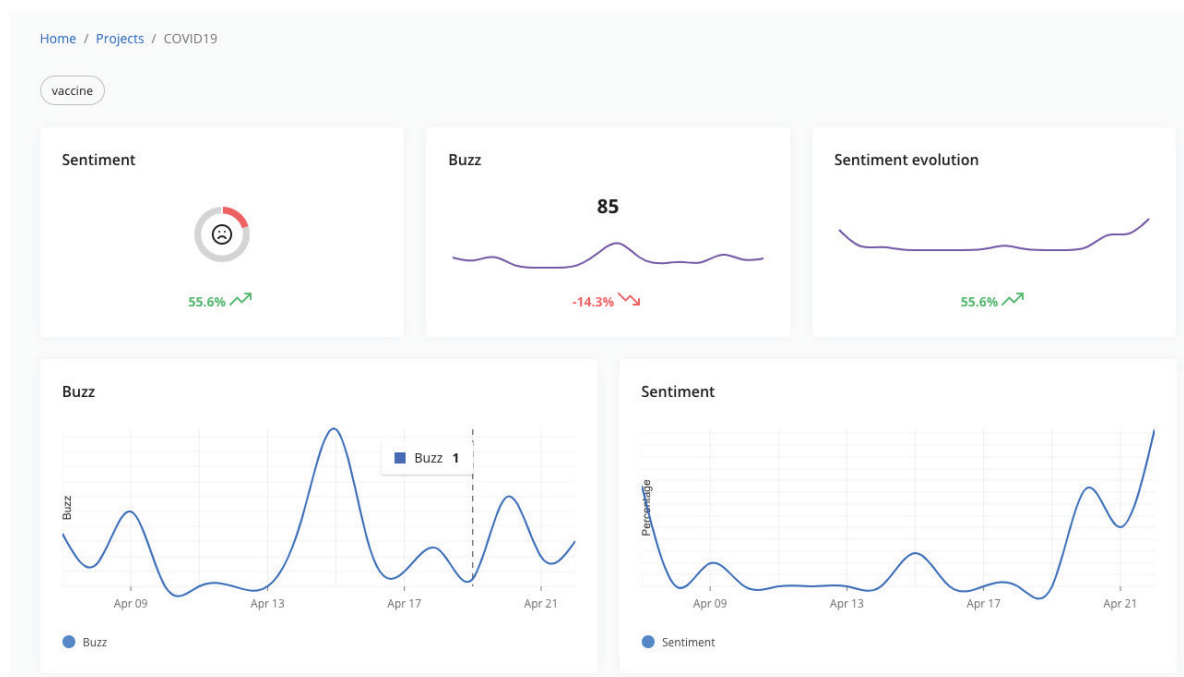 Home / Projects / COVID19
vaccine
Sentiment
55.6%
Buzz
85
-14.3%
Sentiment evolution
55.6%
Buzz
Buzz
Buzz 1
Apr 09 Apr 13 Apr 17 Apr 21
Buzz
Sentiment
Percentage
Apr 09 Apr 13 Apr 17 Apr 21
Sentiment